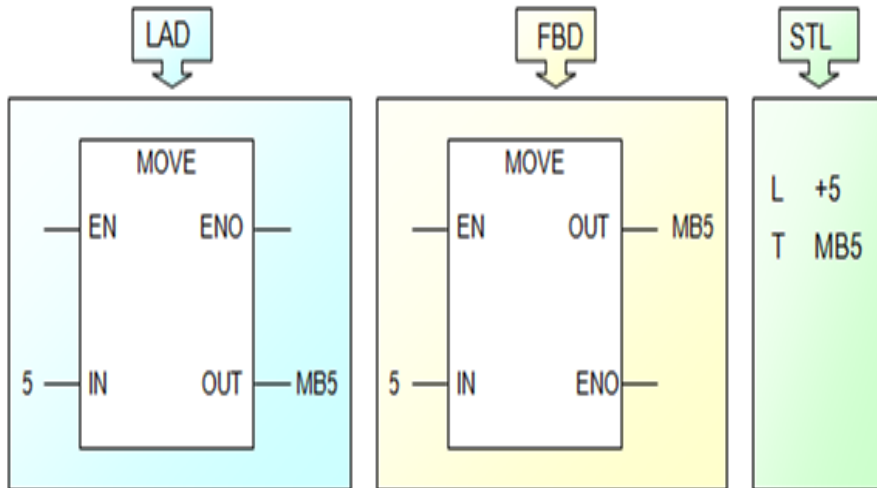 LAD
FBD
STL
MOVE
EN ENO
5 IN OUT MB5
MOVE
EN OUT MB5
5 IN ENO
L +5
T MB5